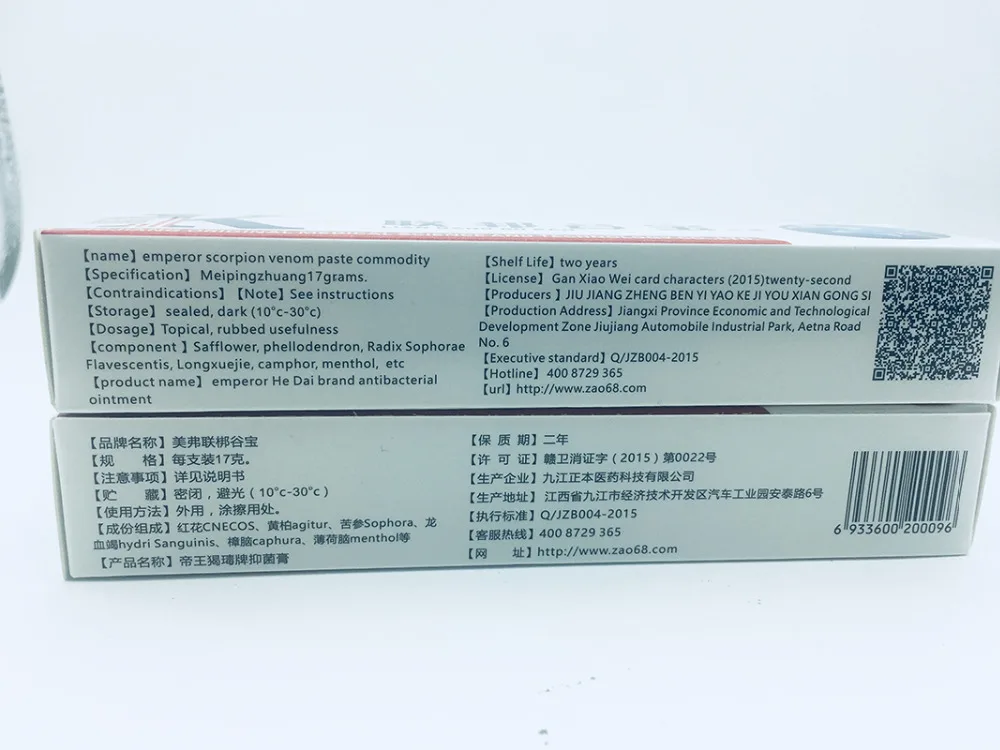 【name】 emperor scorpion venom paste commodity
【Specification】 Meipingzhuang17grams.
【Contraindications】【Note】See instructions
【Storage】 sealed, dark (10°c-30°c)
【Dosage】Topical, rubbed usefulness
【component 】Safflower, phellodendron, Radix Sophorae
Flavescentis, Longxuejie, camphor, menthol, etc
【product name】 emperor He Dai brand antibacterial
ointment
【Shelf Life】two years
【License】 Gan Xiao Wei card characters (2015)twenty-second
【Producers 】JIU JIANG ZHENG BEN YI YAO KE JI YOU XIAN GONG SI
【Production Address】 Jiangxi Province Economic and Technological
Development Zone Jiujiang Automobile Industrial Park, Aetna Road
No. 6
【Executive standard】Q/JZB004-2015
【Hotline】 400 8729 365
【url】http://www.zao68.com
【品牌名称】美弗联梆谷宝
【规 格】每支装17克。
【注意事项】详见说明书
【贮 藏】密闭，避光（10°c-30°c）
【使用方法】外用，涂擦用处。
【成份组成】红花CNECOS、黄柏agitur、苦参Sophora、龙
血竭hydri Sanguinis、樟脑caphura、薄荷脑menthol等
【产品名称】帝王獨瓙牌抑菌膏
【保 质 期】二年
【许 可 证】赣卫消证字（2015）第0022号
【生产企业】九江正本医药科技有限公司
【生产地址】江西省九江市经济技术开发区汽车工业园安泰路6号
【执行标准】Q/JZB004-2015
【客服热线】400 8729 365
【网 址】http://www.zao68.com
6 933600 200096